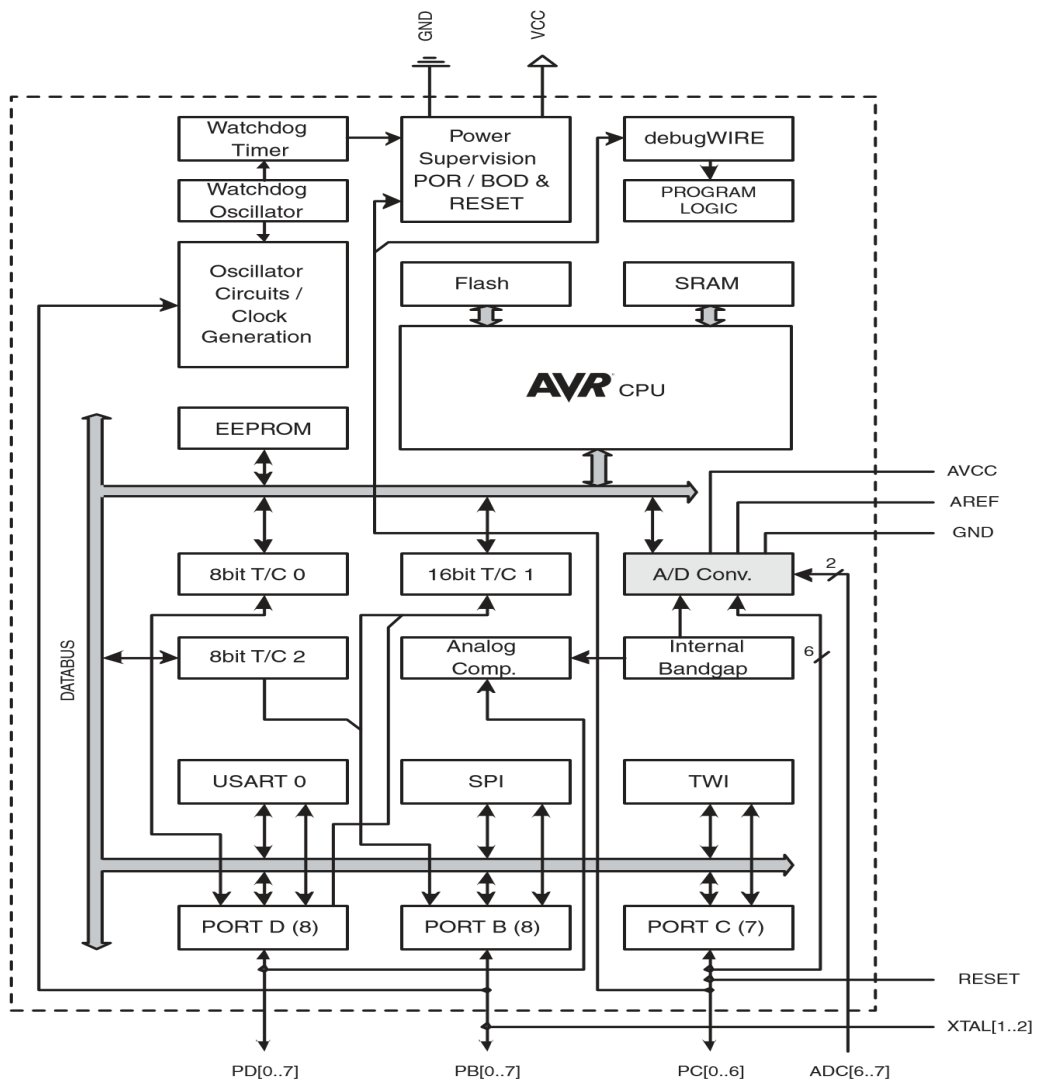 GND
VCC
Watchdog
Timer
Power
Supervision
POR / BOD &
RESET
debugWIRE
Watchdog
Oscillator
PROGRAM
LOGIC
Oscillator
Circuits /
Clock
Generation
Flash
SRAM
AVR CPU
EEPROM
AVCC
AREF
GND
8bit T/C 0
16bit T/C 1
A/D Conv.
2
DATABUS
8bit T/C 2
Analog
Comp.
Internal
Bandgap
6
USART 0
SPI
TWI
PORT D (8)
PORT B (8)
PORT C (7)
RESET
XTAL[1..2]
PD[0..7]
PB[0..7]
PC[0..6]
ADC[6..7]